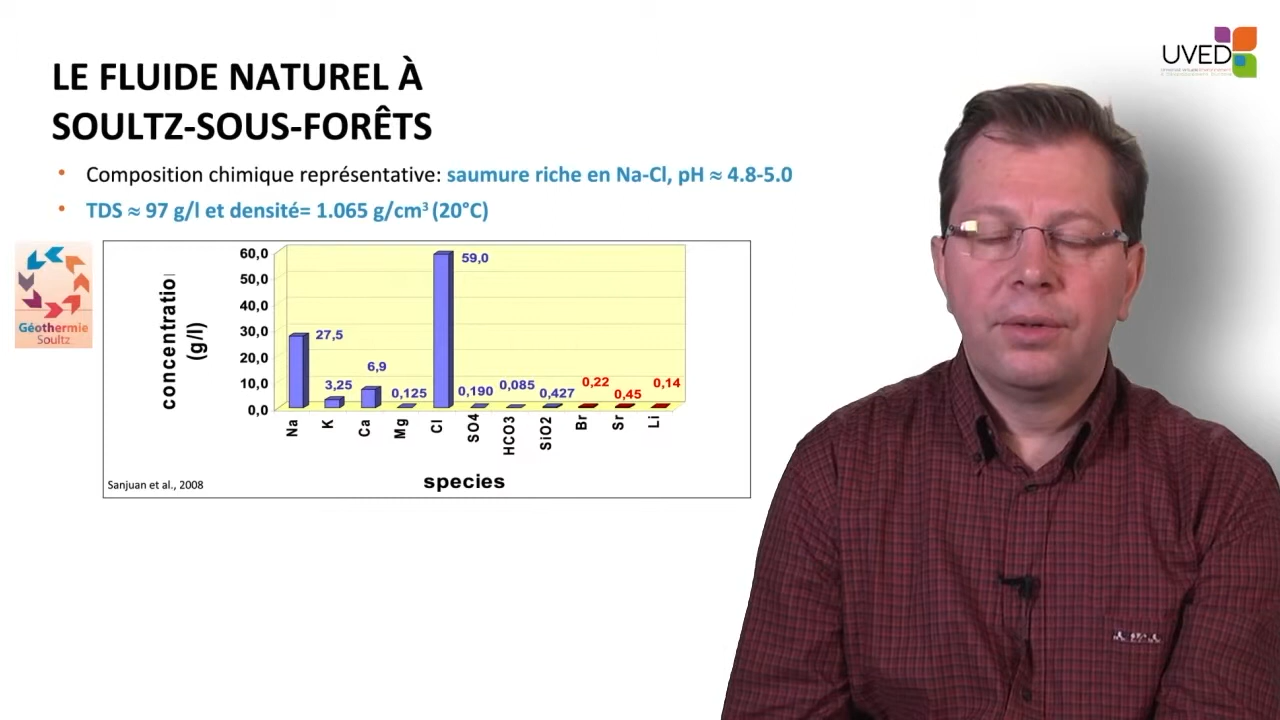 UVED
LE FLUIDE NATUREL À
SOULTZ-SOUS-FORÊTS
• Composition chimique représentative: saumure riche en Na-Cl, pH ≈ 4.8-5.0
• TDS ≈ 97 g/l et densité= 1.065 g/cm³ (20°C)
Géothermie
Soultz
concentratio
(g/l)
60,0
50,0
40,0
30,0
20,0
10,0
0,0
27,5
3,25
6,9
0,125
59,0
0,190
0,085
0,427
0,22
0,45
0,14
Na
K
Ca
Mg
Cl
SO4
HCO3
SiO2
Br
Sr
Li
species
Sanjuan et al., 2008